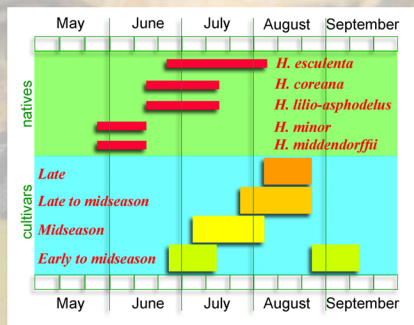 May June July August September
H. esculenta
H. coreana
H. lilio-asphodelus
H. minor
H. middendorffii
natives
Late
Late to midseason
Midseason
Early to midseason
cultivars
May June July August September